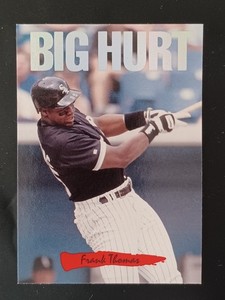 BIG HURT
Frank Thomas